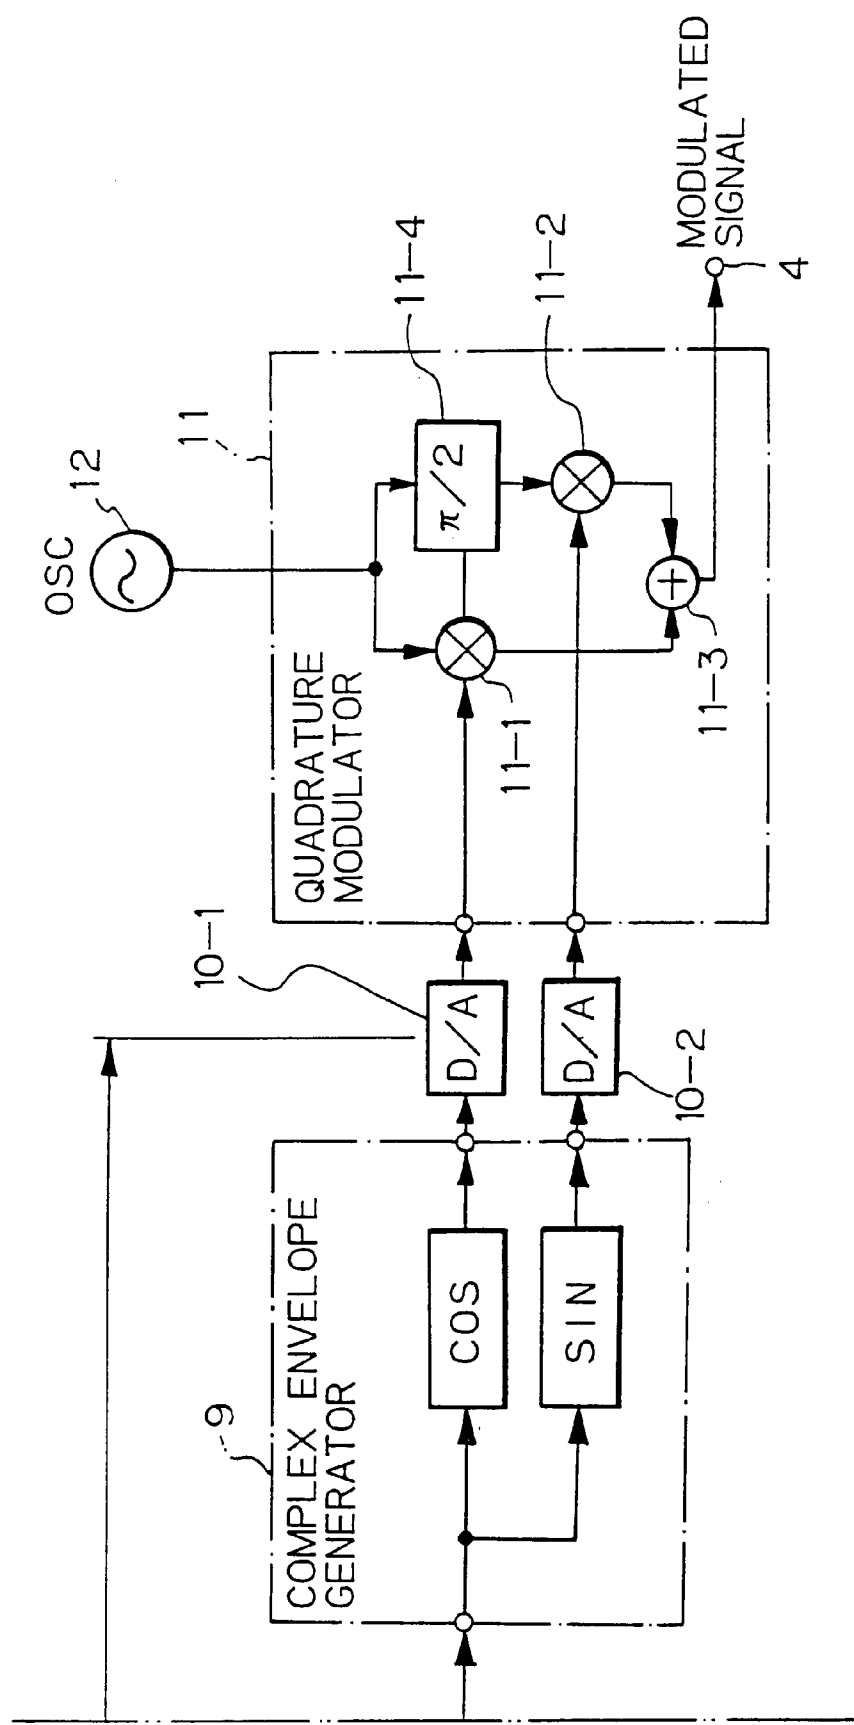 COMPLEX ENVELOPE
GENERATOR
9
COS
SIN
10-1
D/A
D/A
10-2
QUADRATURE
MODULATOR
11
OSC
12
π/2
11-4
11-1
11-2
11-3
MODULATED
SIGNAL
4